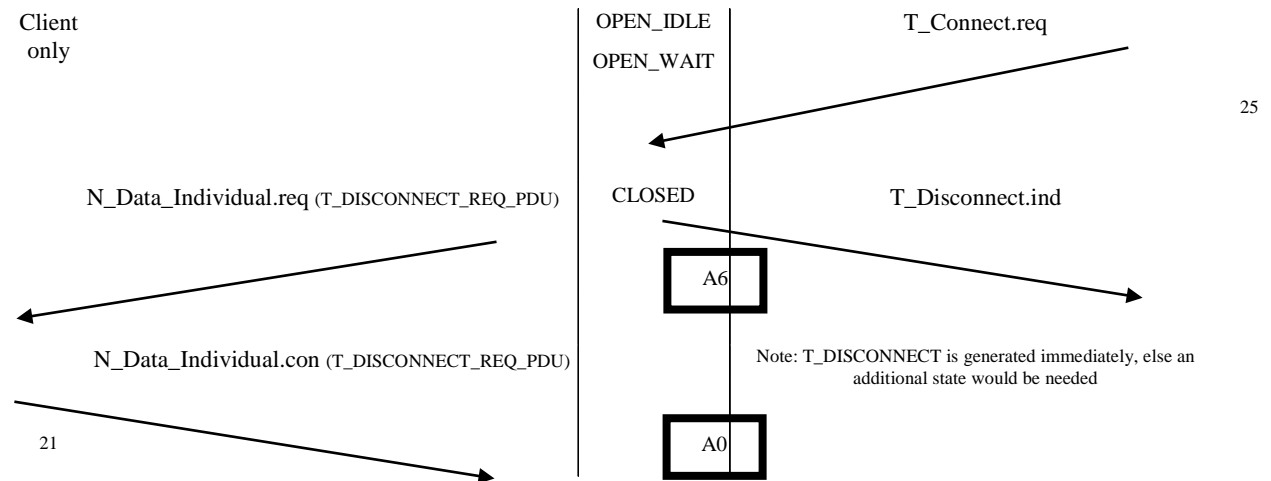 Client
only
OPEN_IDLE
OPEN_WAIT
T_Connect.req
25
N_Data_Individual.req (T_DISCONNECT_REQ_PDU)
CLOSED
T_Disconnect.ind
A6
N_Data_Individual.con (T_DISCONNECT_REQ_PDU)
Note: T_DISCONNECT is generated immediately, else an
additional state would be needed
21
A0